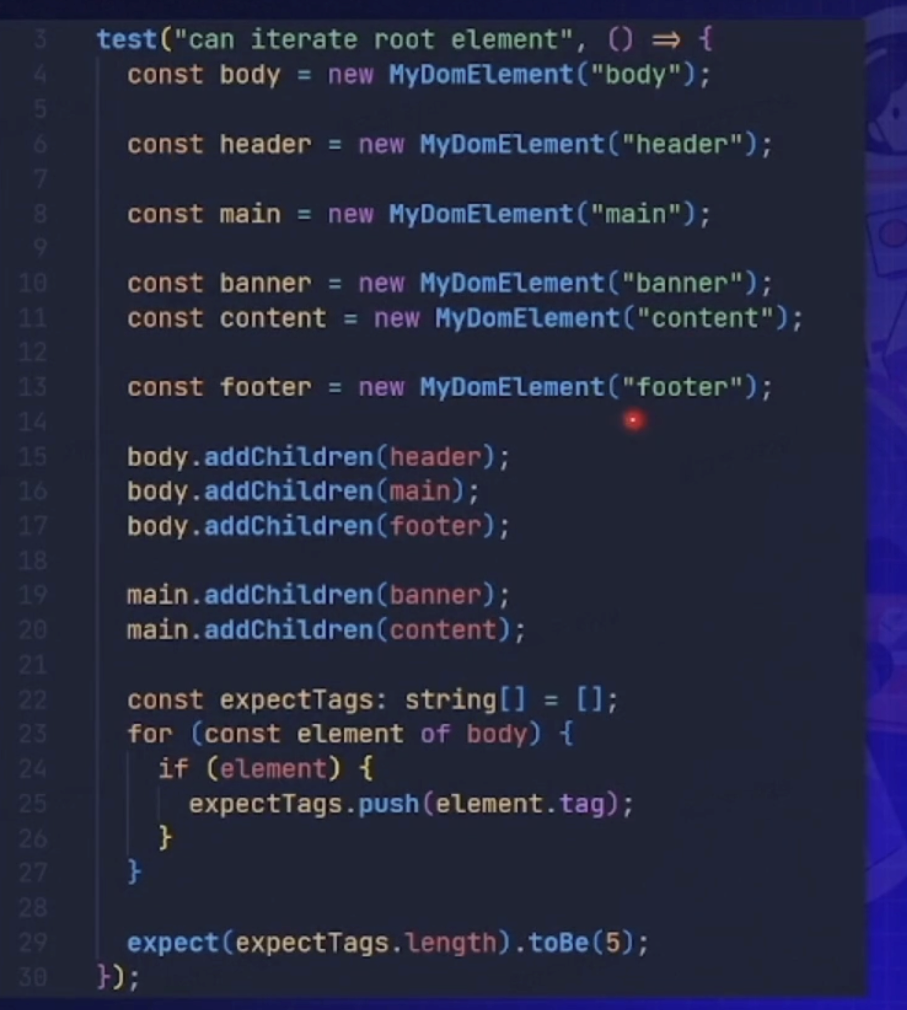 3 test("can iterate root element", () => {
4 const body = new MyDomElement("body");
5
6 const header = new MyDomElement("header");
7
8 const main = new MyDomElement("main");
9
10 const banner = new MyDomElement("banner");
11 const content = new MyDomElement("content");
12
13 const footer = new MyDomElement("footer");
14
15 body.addChildren(header);
16 body.addChildren(main);
17 body.addChildren(footer);
18
19 main.addChildren(banner);
20 main.addChildren(content);
21
22 const expectTags: string[] = [];
23 for (const element of body) {
24 if (element) {
25 expectTags.push(element.tag);
26 }
27 }
28
29 expect(expectTags.length).toBe(5);
30 });